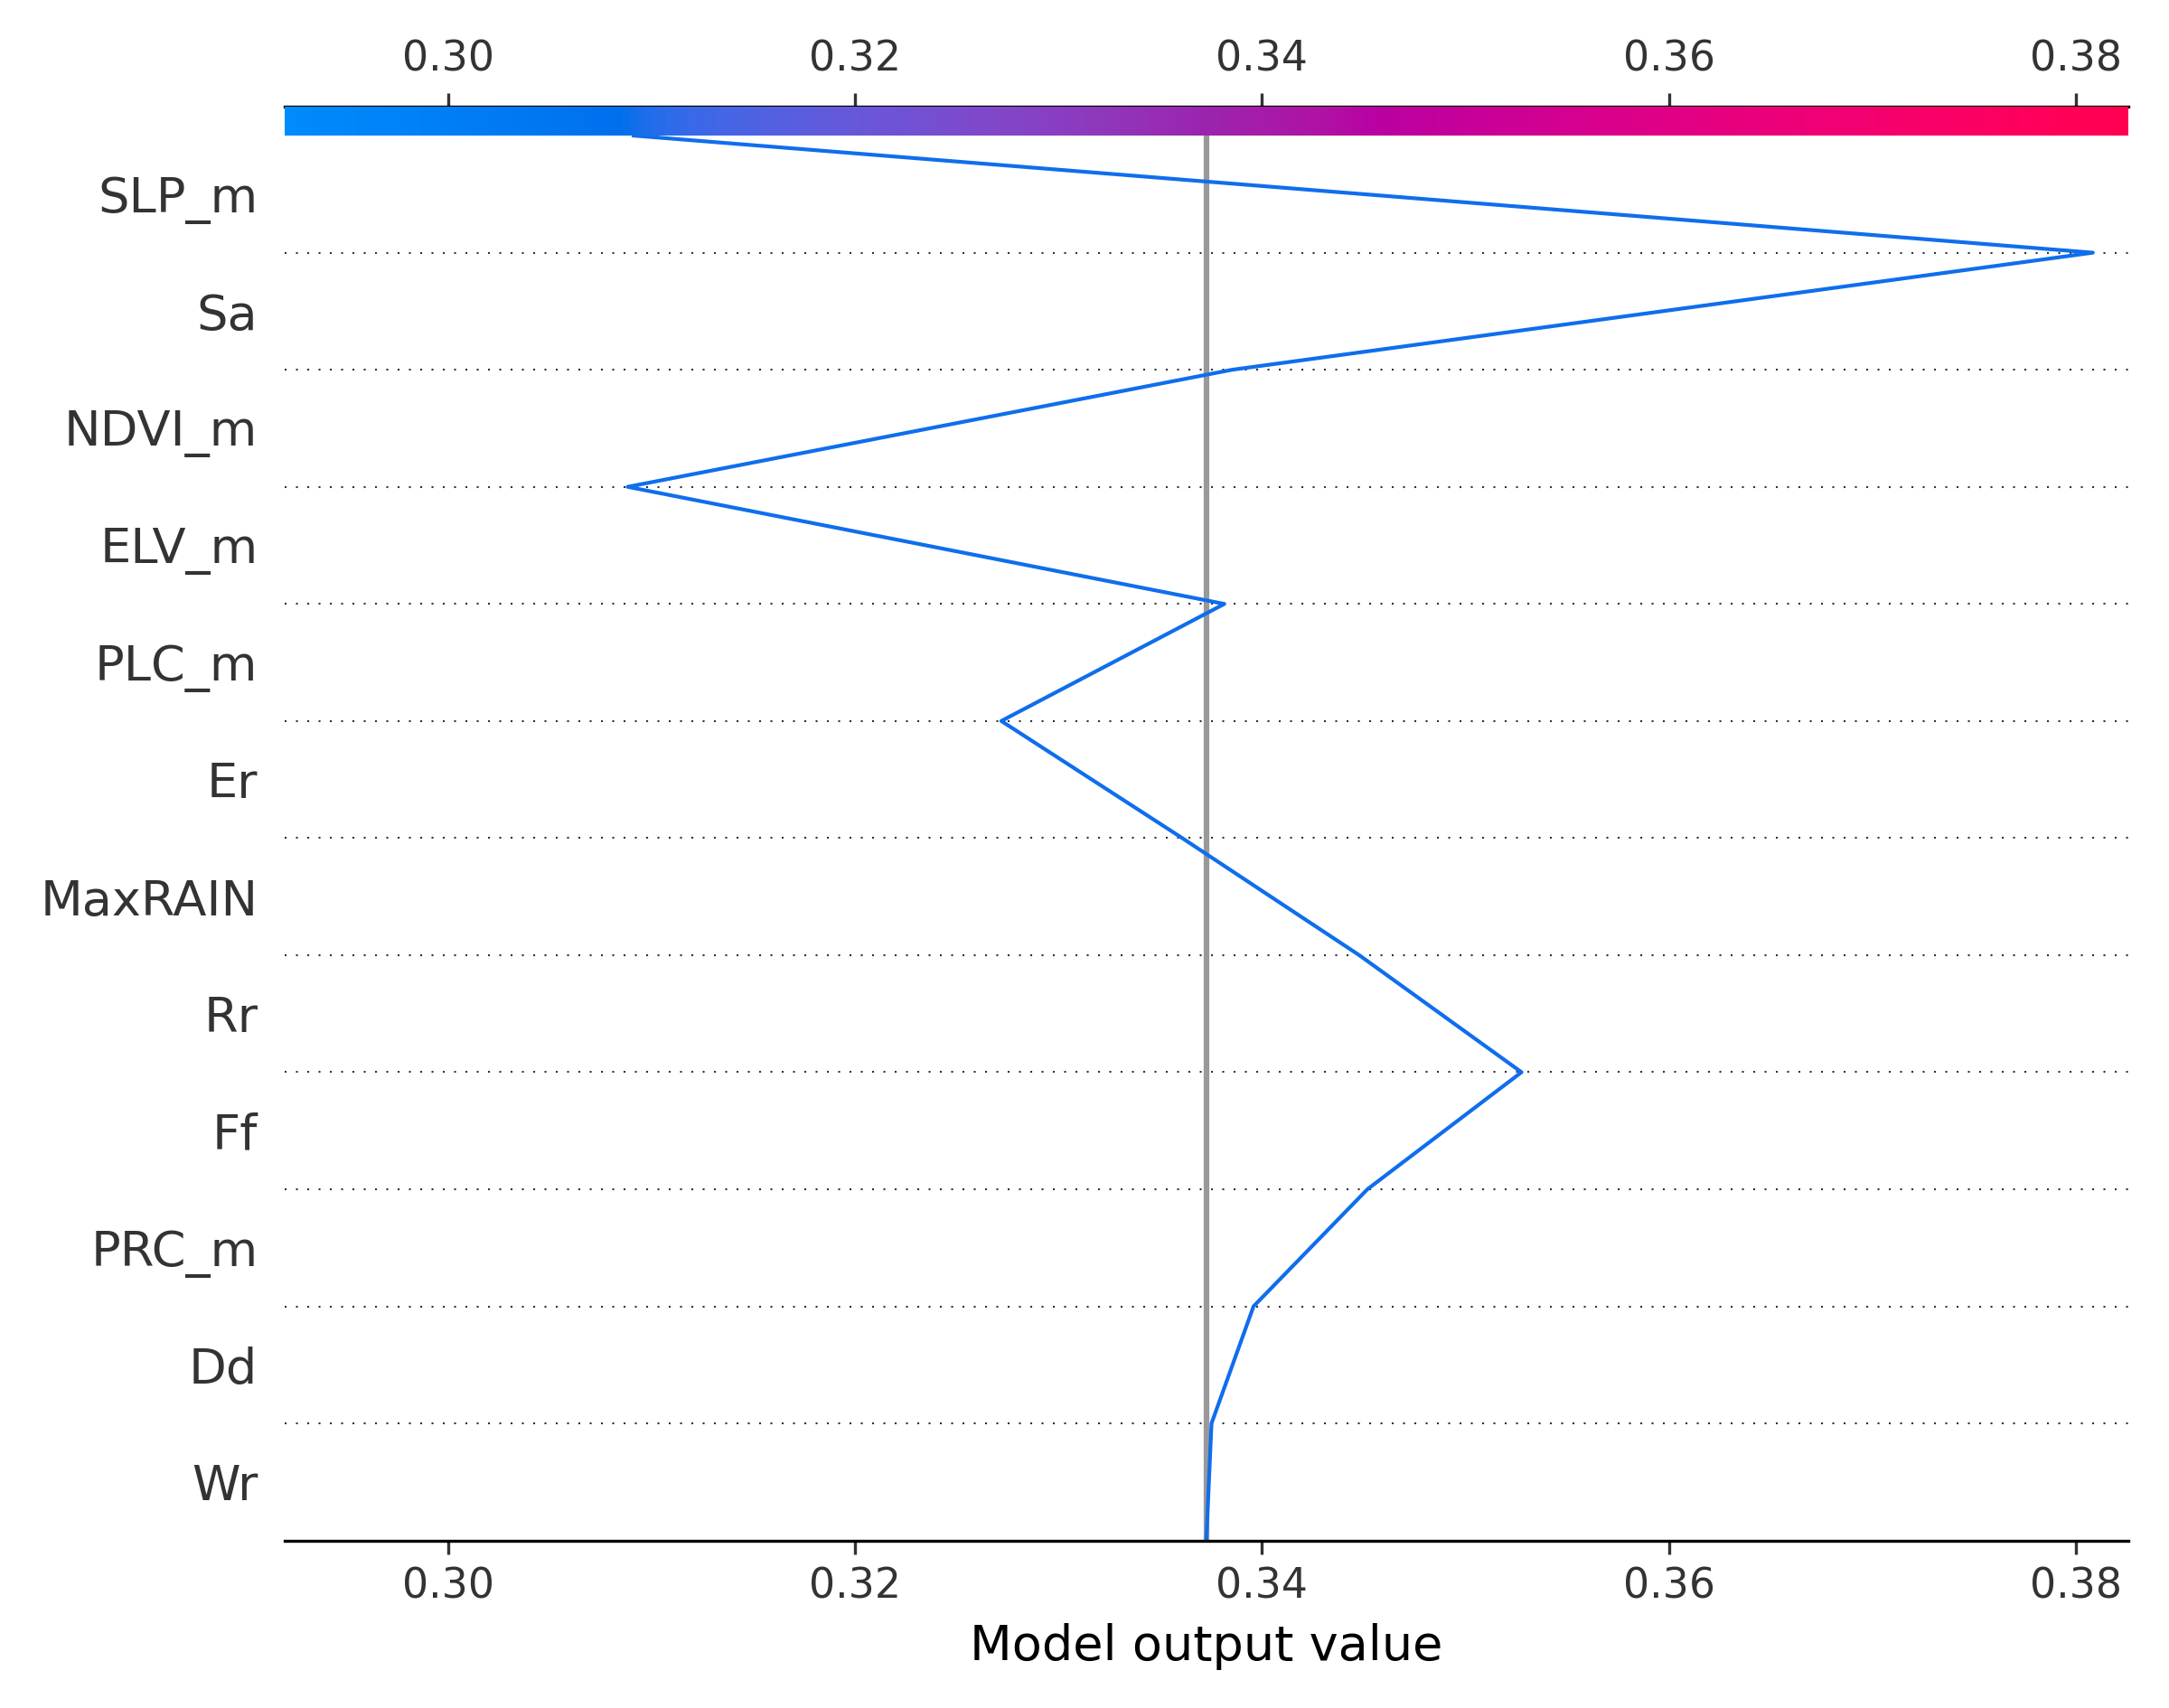 0.30 0.32 0.34 0.36 0.38
SLP_m
Sa
NDVI_m
ELV_m
PLC_m
Er
MaxRAIN
Rr
Ff
PRC_m
Dd
Wr
0.30 0.32 0.34 0.36 0.38
Model output value